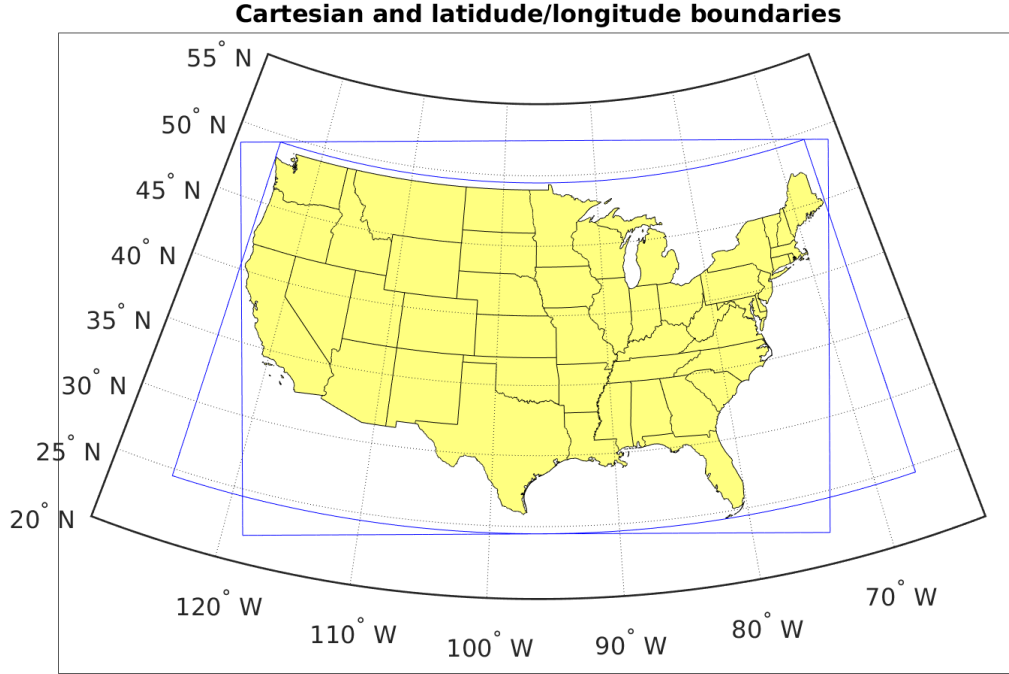 Cartesian and latidude/longitude boundaries
55° N
50° N
45° N
40° N
35° N
30° N
25° N
20° N
120° W
110° W
100° W
90° W
80° W
70° W